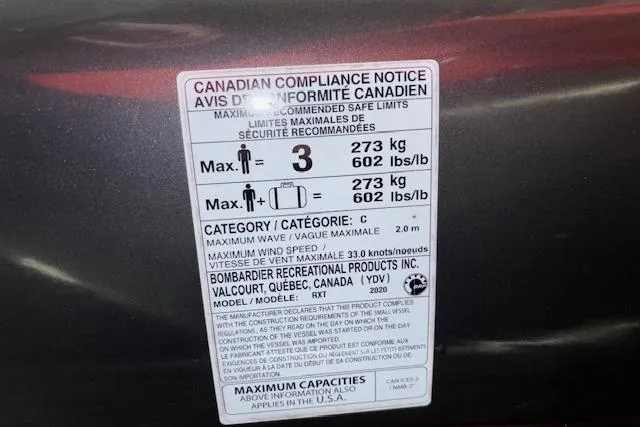 CANADIAN COMPLIANCE NOTICE
AVIS DE CONFORMITÉ CANADIEN
MAXIMUM RECOMMENDED SAFE LIMITS
LIMITES MAXIMALES DE
SÉCURITÉ RECOMMANDÉES
Max. = 3 273 kg
602 lbs/lb
Max. + = 273 kg
602 lbs/lb
CATEGORY / CATÉGORIE: C
MAXIMUM WAVE / VAGUE MAXIMALE 2.0 m
MAXIMUM WIND SPEED /
VITESSE DE VENT MAXIMALE 33.0 knots/noeuds
BOMBARDIER RECREATIONAL PRODUCTS INC.
VALCOURT, QUÉBEC, CANADA (YDV)
MODEL / MODÈLE: RXT 2020
THE MANUFACTURER DECLARES THAT THIS PRODUCT COMPLIES
WITH THE CONSTRUCTION REQUIREMENTS OF THE SMALL VESSEL
REGULATIONS, AS THEY READ ON THE DAY ON WHICH THE
CONSTRUCTION OF THE VESSEL WAS STARTED OR ON THE DAY
ON WHICH THE VESSEL WAS IMPORTED.
LE FABRICANT ATTESTE QUE CE PRODUIT EST CONFORME AUX
EXIGENCES DE CONSTRUCTION DU RÈGLEMENT SUR LES PETITS BÂTIMENTS
EN VIGUEUR À LA DATE DU DÉBUT DE SA CONSTRUCTION OU DE
SON IMPORTATION.
MAXIMUM CAPACITIES
ABOVE INFORMATION ALSO
APPLIES IN THE U.S.A.
CAN ICES-2
/ NMB-2"